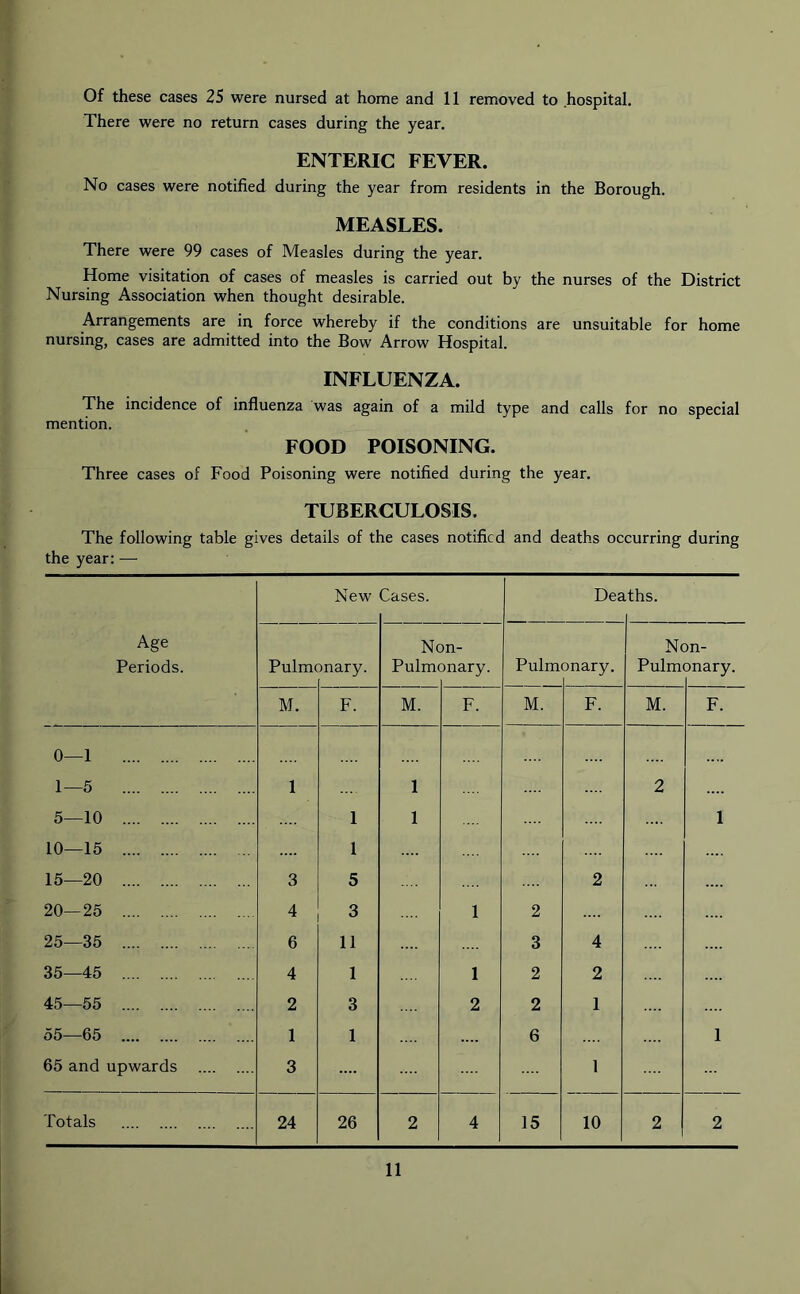 Of these cases 25 were nursed at home and 11 removed to hospital.
There were no return cases during the year.
ENTERIC FEVER.
No cases were notified during the year from residents in the Borough.
MEASLES.
There were 99 cases of Measles during the year.
Home visitation of cases of measles is carried out by the nurses of the District
Nursing Association when thought desirable.
Arrangements are in force whereby if the conditions are unsuitable for home
nursing, cases are admitted into the Bow Arrow Hospital.
INFLUENZA.
The incidence of influenza was again of a mild type and calls for no special
mention.
FOOD POISONING.
Three cases of Food Poisoning were notified during the year.
TUBERCULOSIS.
The following table gives details of the cases notified and deaths occurring during
the year: —
New Cases. Deaths.
Age Periods. Pulmonary. Non-Pulmonary. Pulmonary. Non-Pulmonary.
M. F. M. F. M. F. M. F.
0—1 .... .... .... .... .... .... .... .... .... .... .... ....
1—5 .... .... .... .... 1 .... 1 .... .... .... 2 ....
5—10 .... .... .... .... .... 1 1 .... .... .... .... 1
10—15 .... .... .... ... .... 1 .... .... .... .... .... ....
15—20 .... .... .... ... 3 5 .... .... .... 2 ... ....
20—25 .... .... .... .... 4 3 .... 1 2 .... .... ....
25—35 .... .... .... .... 6 11 .... .... 3 4 .... ....
35—45 .... .... .... .... 4 1 .... 1 2 2 .... ....
45—55 .... .... .... .... 2 3 .... 2 2 1 .... ....
55—65 .... .... .... .... 1 1 .... .... 6 .... .... 1
65 and upwards .... .... 3 .... .... .... .... 1 .... ...
Totals .... .... .... .... 24 26 2 4 15 10 2 2
11